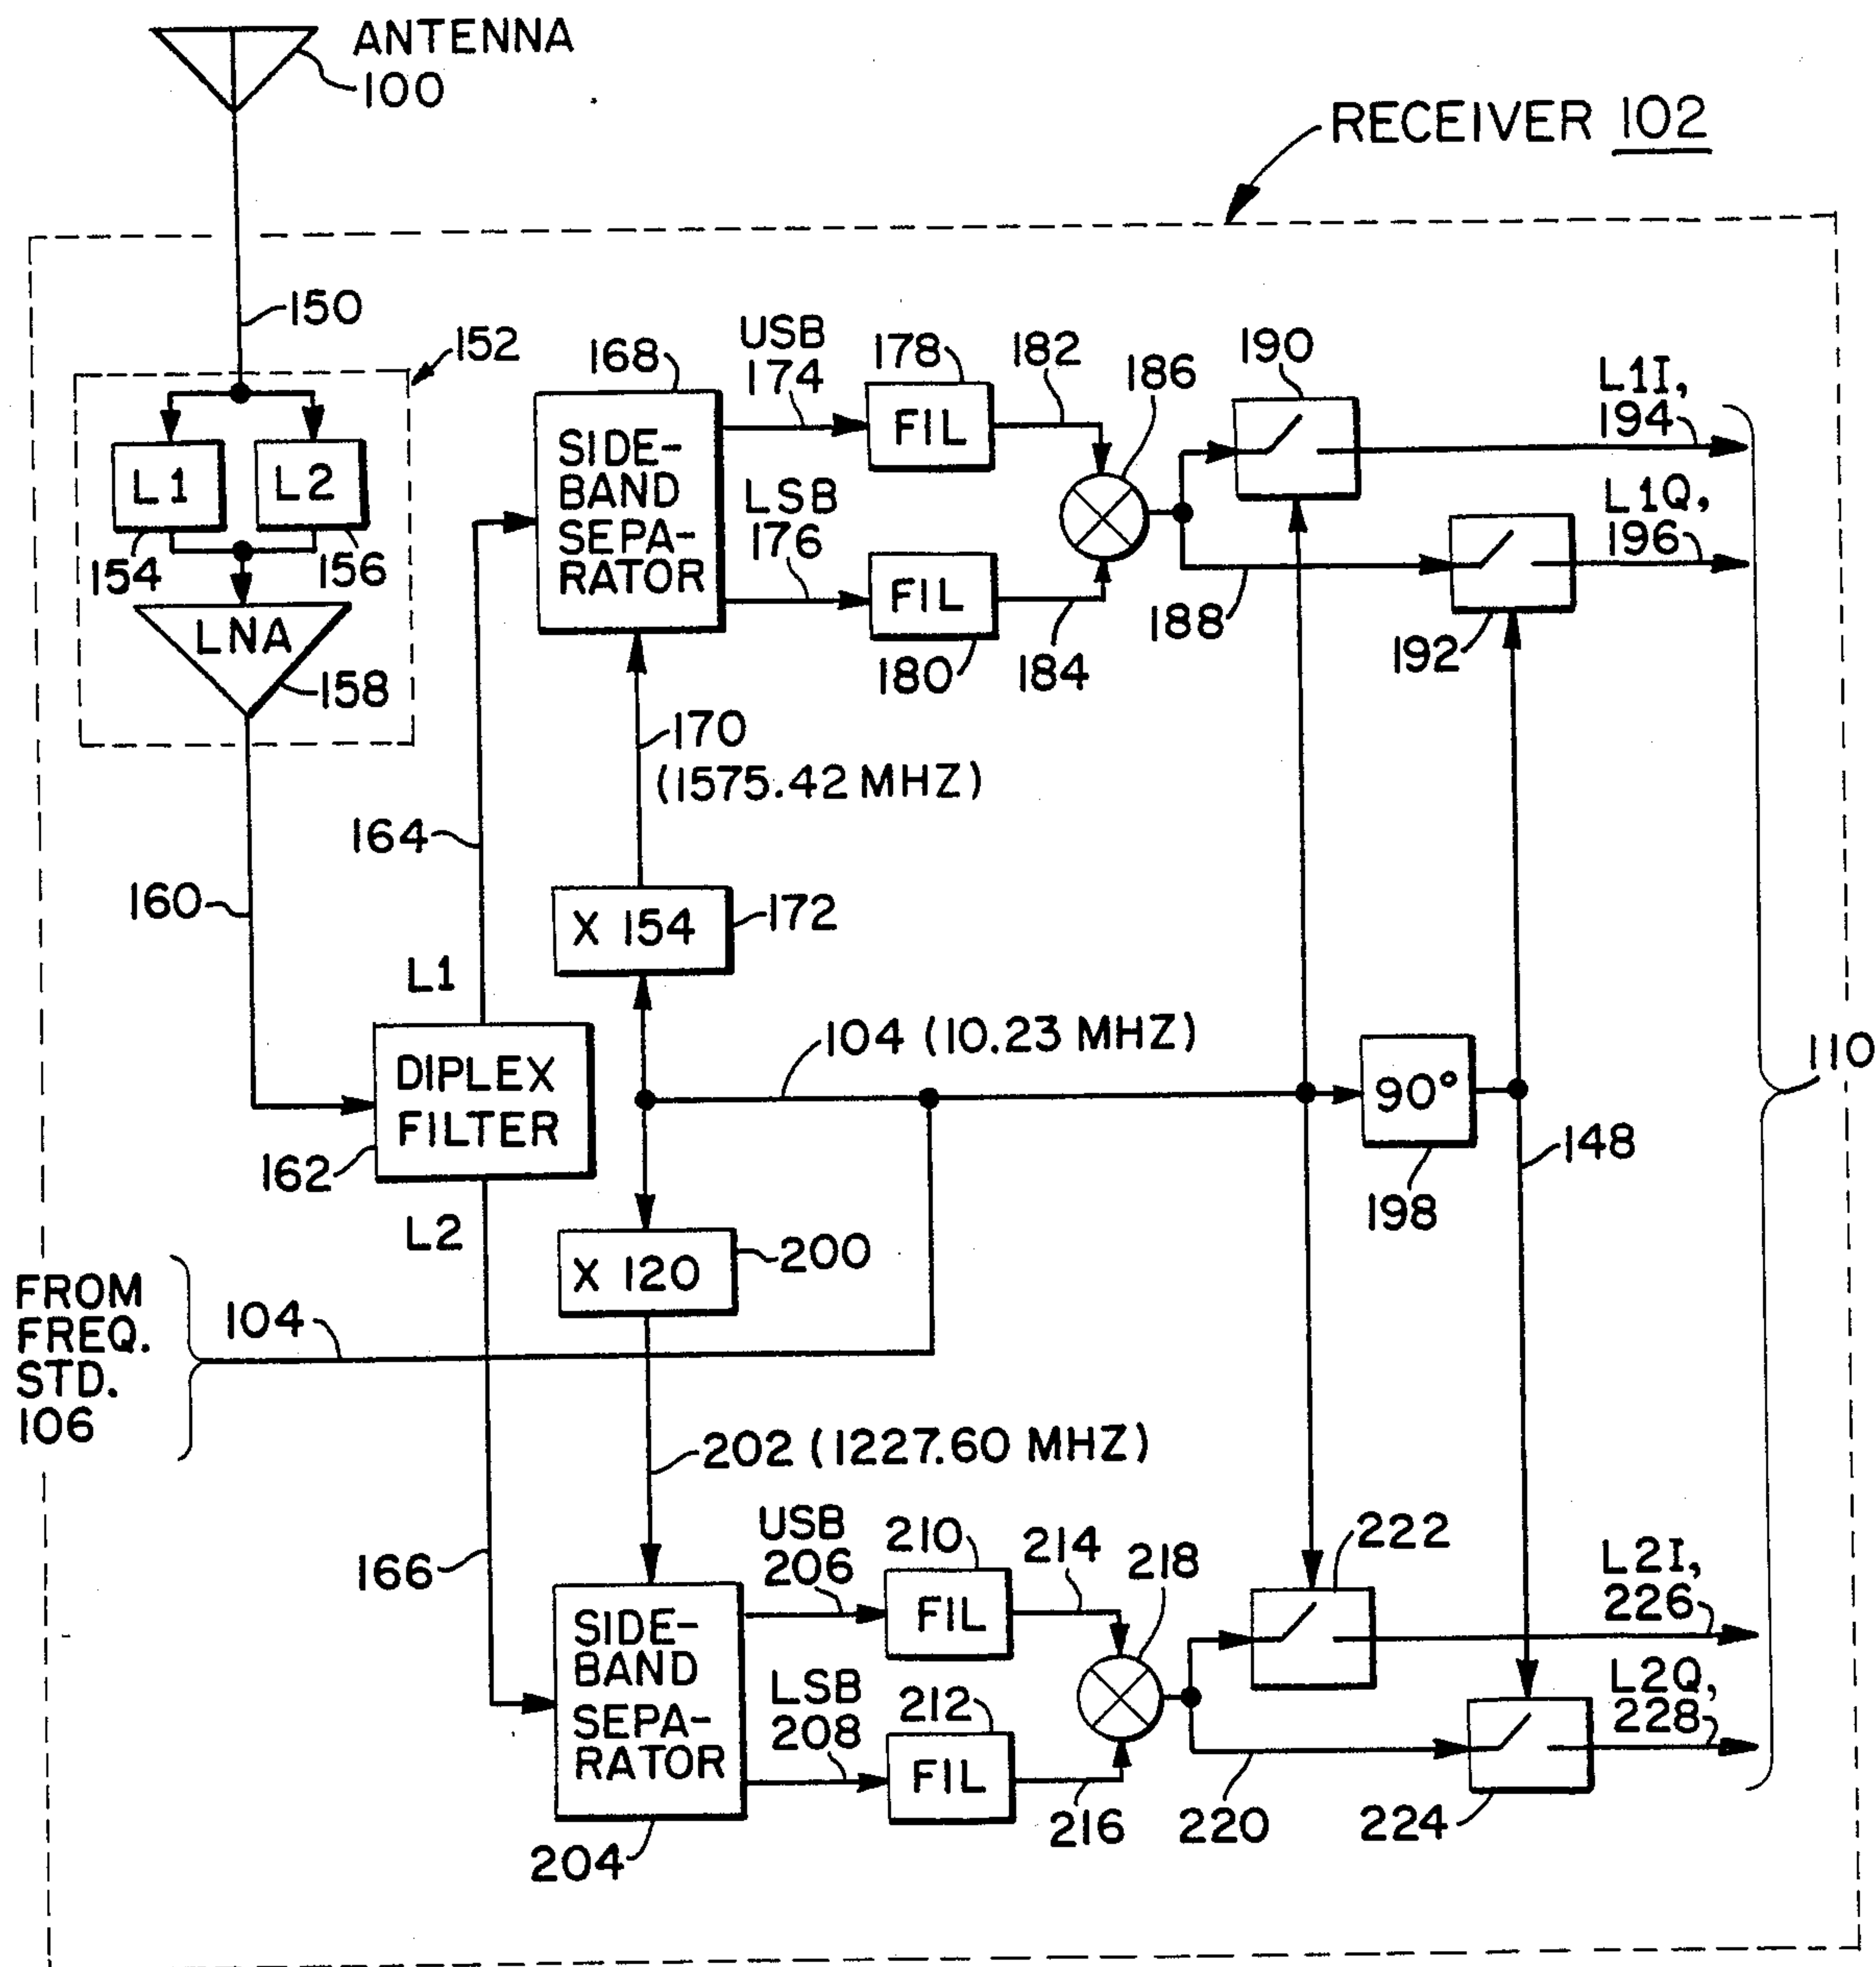 ANTENNA
100
RECEIVER 102
150
152
L1
L2
154
156
LNA
158
160
164
L1
DIPLEX
FILTER
162
L2
166
168
SIDE-
BAND
SEPA-
RATOR
USB
174
LSB
176
178
FIL
FIL
180
182
184
186
188
190
192
L1I,
194
L1Q,
196
170
(1575.42 MHZ)
X 154
172
104 (10.23 MHZ)
90°
198
148
110
X 120
200
FROM
FREQ.
STD.
106
104
202 (1227.60 MHZ)
SIDE-
BAND
SEPA-
RATOR
204
USB
206
LSB
208
210
FIL
212
FIL
214
216
218
220
222
224
L2I,
226
L2Q,
228